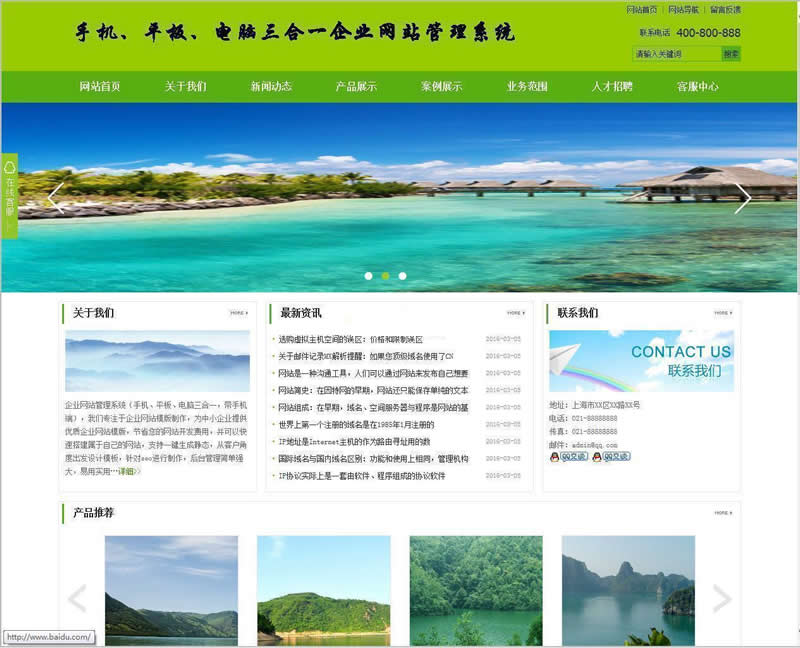 手机、平板、电脑三合一企业网站管理系统
网站首页 | 网站导航 | 留言反馈
联系电话 400-800-888
请输入关键词 搜索
网站首页 关于我们 新闻动态 产品展示 案例展示 业务范围 人才招聘 客服中心
在线客服
关于我们 MORE
企业网站管理系统（手机、平板、电脑三合一，带手机
端），我们专注于企业网站模版制作，为中小企业提供
优质企业网站模版，节省您的网站开发费用，并可以快
速搭建属于自己的网站，支持一键生成静态，从客户角
度出发设计模板，针对seo进行制作，后台管理简单强
大，易用实用…详细>>
最新资讯 MORE
选购虚拟主机空间的误区：价格和限制误区 2016-03-05
关于邮件记录MX解析提醒：如果您顶级域名使用了CN 2016-03-05
网站是一种沟通工具，人们可以通过网站来发布自己想要 2016-03-05
网站简史：在因特网的早期，网站还只能保存单纯的文本 2016-03-05
网站组成：在早期，域名、空间服务器与程序是网站的基 2016-03-05
世界上第一个注册的域名是在1985年1月注册的 2016-03-05
IP地址是Internet主机的作为路由寻址用的数 2016-03-05
国际域名与国内域名区别：功能和使用上相同，管理机构 2016-03-05
IP协议实际上是一套由软件、程序组成的协议软件 2016-03-05
联系我们 MORE
CONTACT US
联系我们
地址：上海市XX区XX路XX号
电话：021-88888888
传真：021-88888888
邮件：admin@qq.com
QQ交谈 QQ交谈
产品推荐 MORE
http://www.baidu.com/